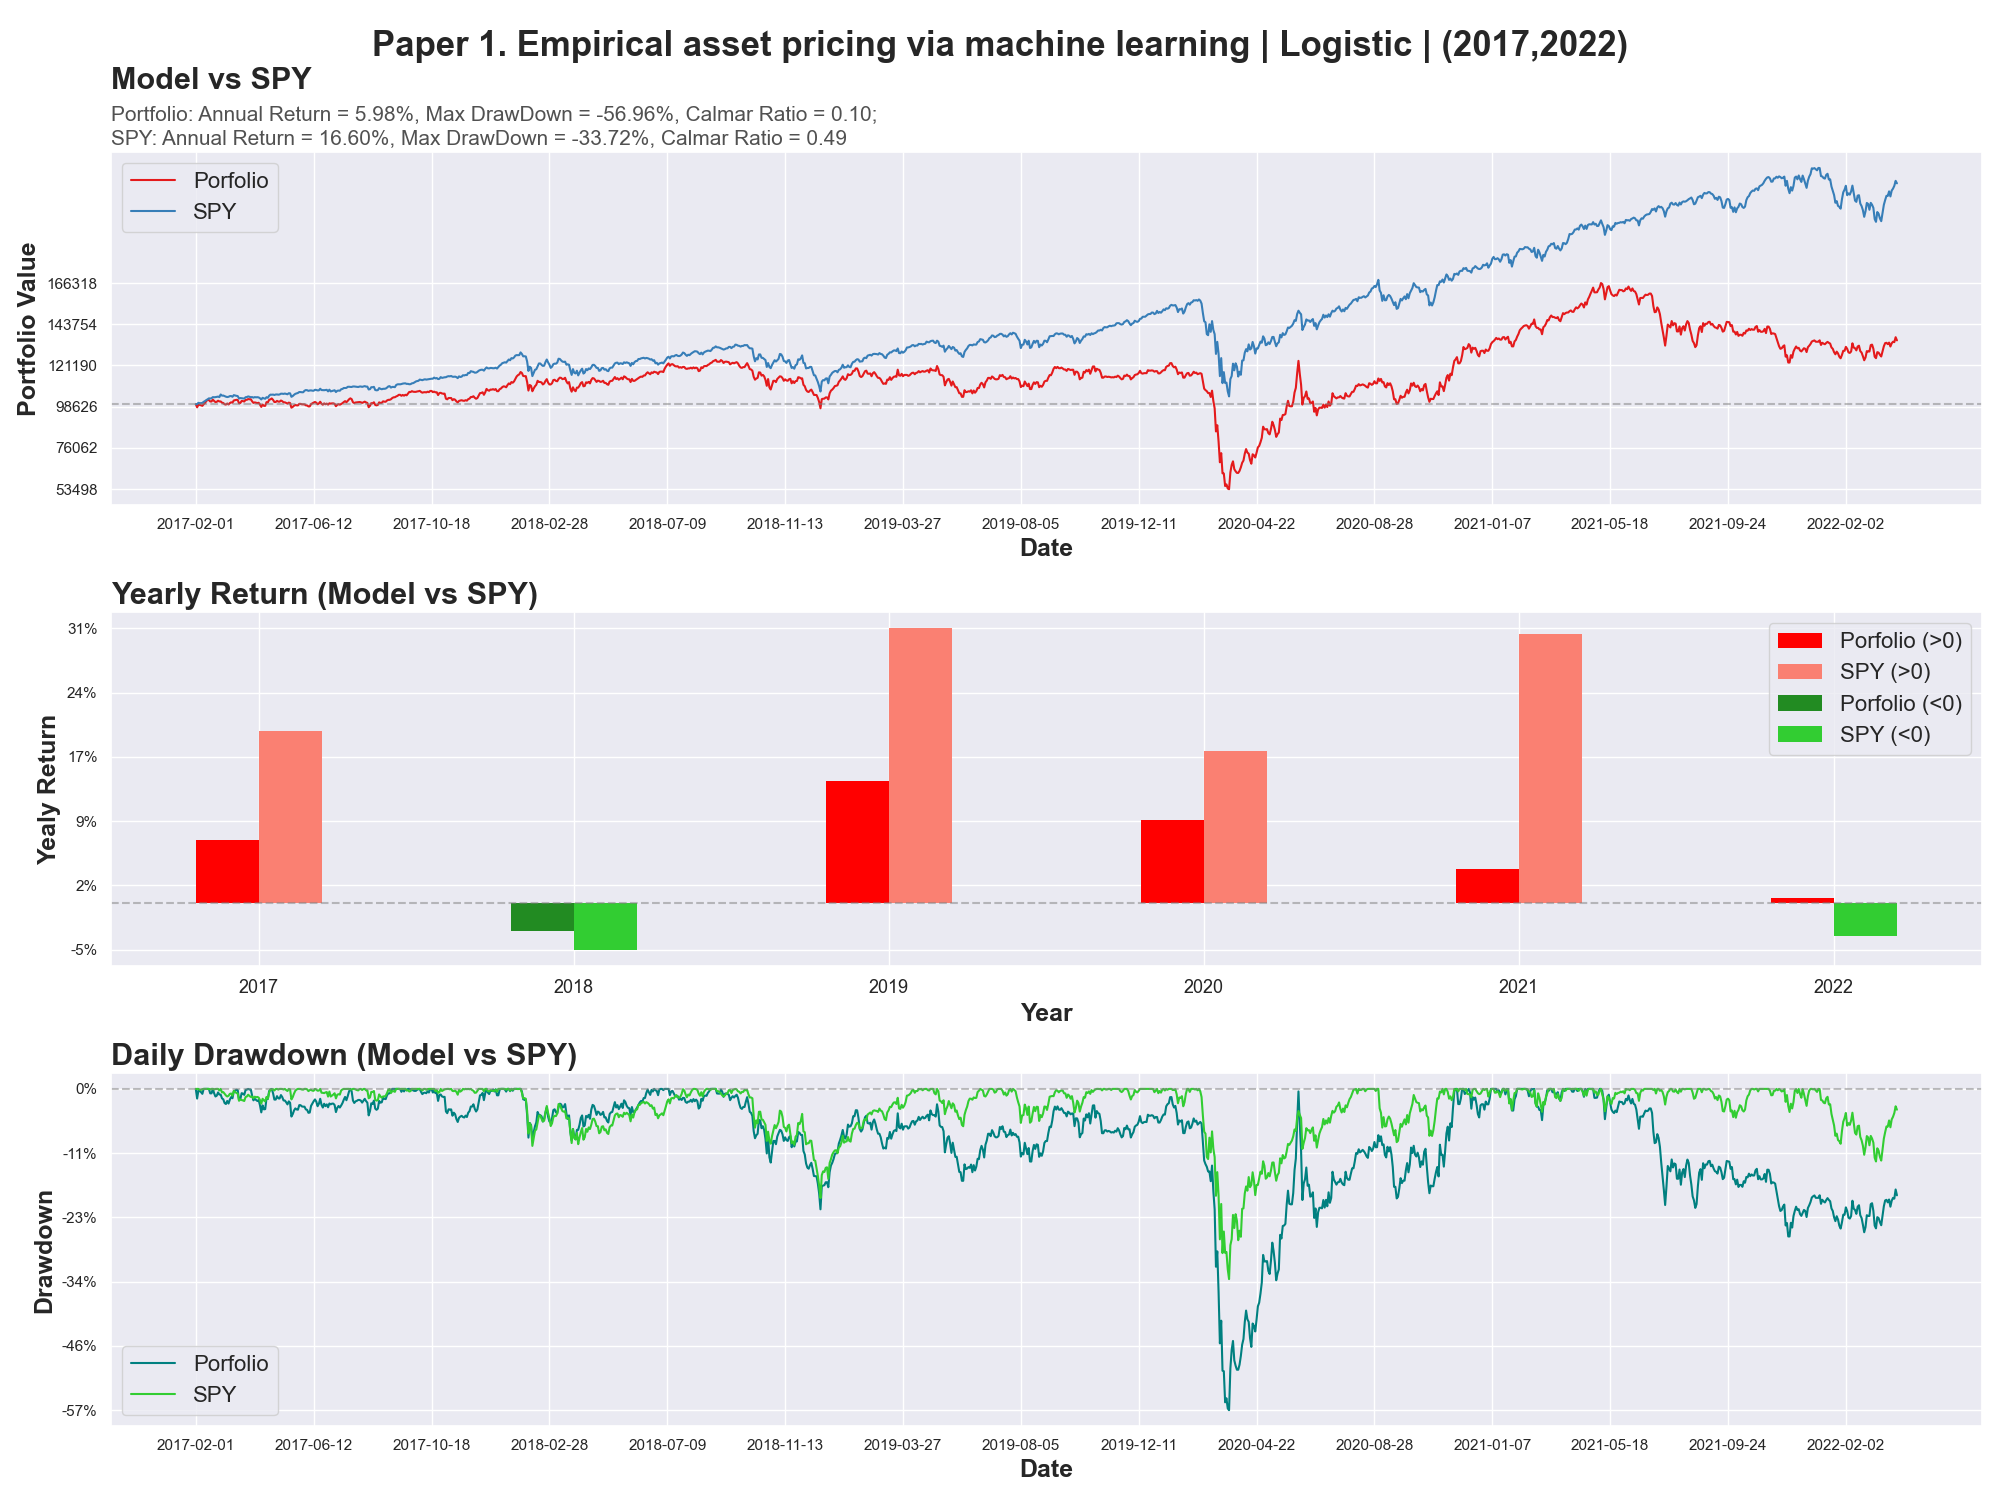 Paper 1. Empirical asset pricing via machine learning | Logistic | (2017,2022)
Model vs SPY
Portfolio: Annual Return = 5.98%, Max DrawDown = -56.96%, Calmar Ratio = 0.10;
SPY: Annual Return = 16.60%, Max DrawDown = -33.72%, Calmar Ratio = 0.49
Porfolio
SPY
Portfolio Value
166318
143754
121190
98626
76062
53498
2017-02-01 2017-06-12 2017-10-18 2018-02-28 2018-07-09 2018-11-13 2019-03-27 2019-08-05 2019-12-11 2020-04-22 2020-08-28 2021-01-07 2021-05-18 2021-09-24 2022-02-02
Date
Yearly Return (Model vs SPY)
Porfolio (>0)
SPY (>0)
Porfolio (<0)
SPY (<0)
Yealy Return
31%
24%
17%
9%
2%
-5%
2017 2018 2019 2020 2021 2022
Year
Daily Drawdown (Model vs SPY)
Drawdown
0%
-11%
-23%
-34%
-46%
-57%
Porfolio
SPY
2017-02-01 2017-06-12 2017-10-18 2018-02-28 2018-07-09 2018-11-13 2019-03-27 2019-08-05 2019-12-11 2020-04-22 2020-08-28 2021-01-07 2021-05-18 2021-09-24 2022-02-02
Date